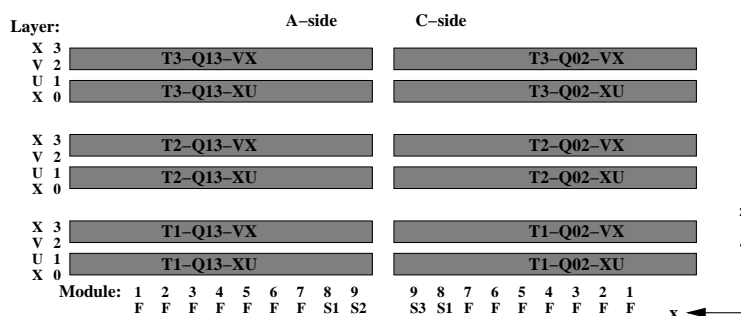 A–side C–side
Layer:
X 3
V 2
T3–Q13–VX T3–Q02–VX
U 1
X 0
T3–Q13–XU T3–Q02–XU
X 3
V 2
T2–Q13–VX T2–Q02–VX
U 1
X 0
T2–Q13–XU T2–Q02–XU
X 3
V 2
T1–Q13–VX T1–Q02–VX
U 1
X 0
T1–Q13–XU T1–Q02–XU
Module: 1 2 3 4 5 6 7 8 9 9 8 7 6 5 4 3 2 1
F F F F F F F S1 S2 S3 S1 F F F F F F F
X